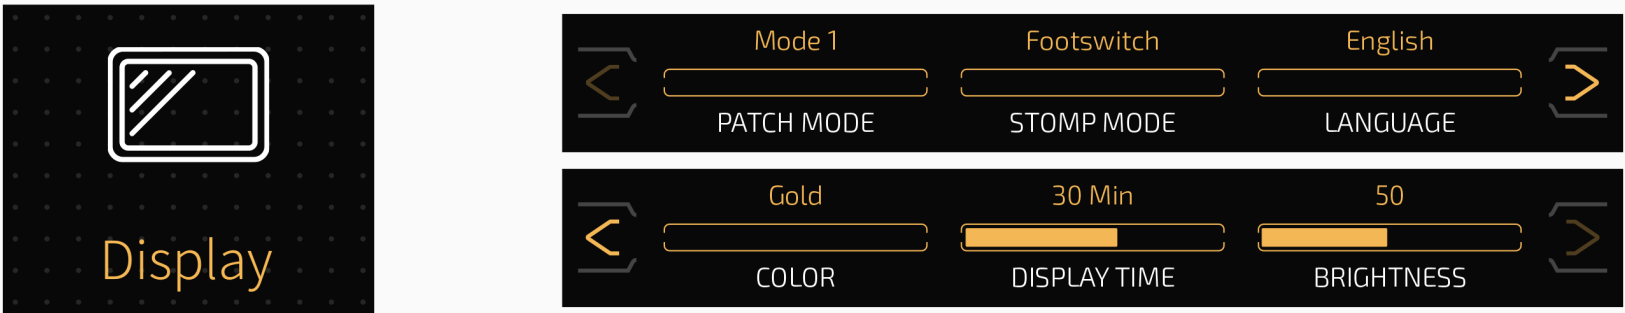 Display
Mode 1
Footswitch
English
PATCH MODE
STOMP MODE
LANGUAGE
Gold
30 Min
50
COLOR
DISPLAY TIME
BRIGHTNESS